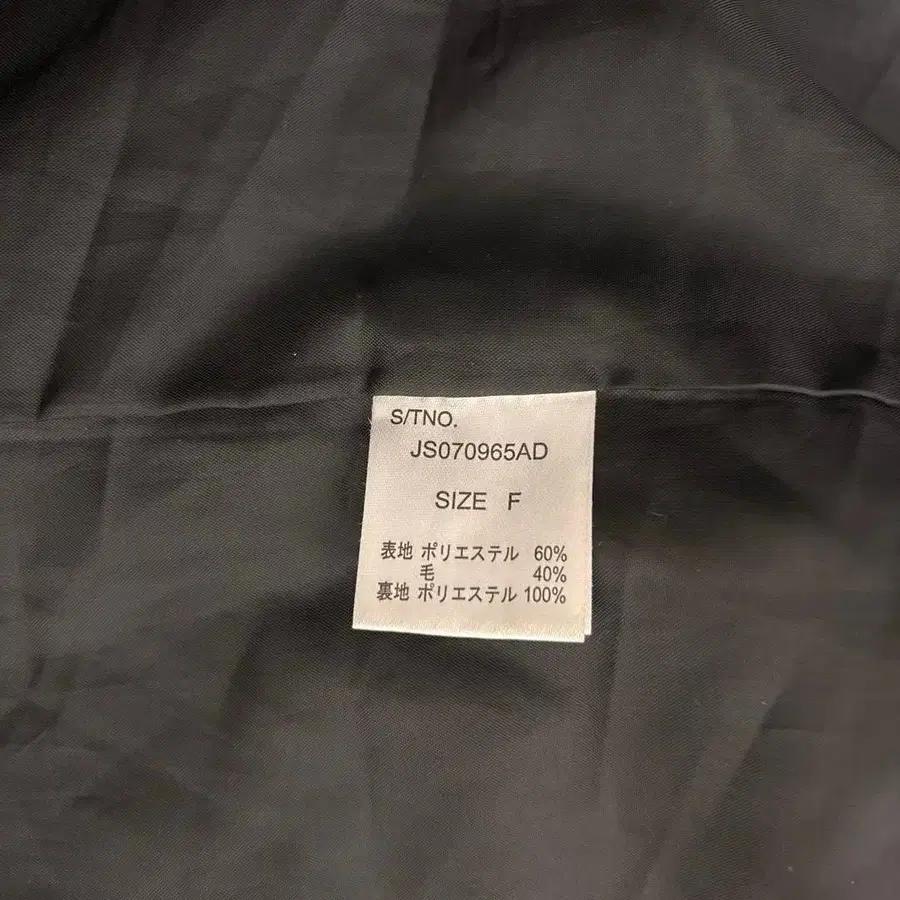 S/TNO.
JS070965AD
SIZE F
表地 ポリエステル 60%
毛 40%
裏地 ポリエステル 100%